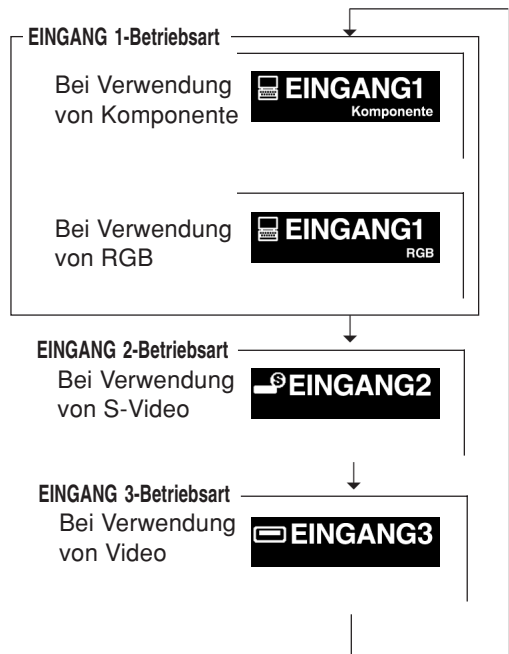 EINGANG 1-Betriebsart
Bei Verwendung
von Komponente
EINGANG1
Komponente
Bei Verwendung
von RGB
EINGANG1
RGB
EINGANG 2-Betriebsart
Bei Verwendung
von S-Video
S
EINGANG2
EINGANG 3-Betriebsart
Bei Verwendung
von Video
EINGANG3